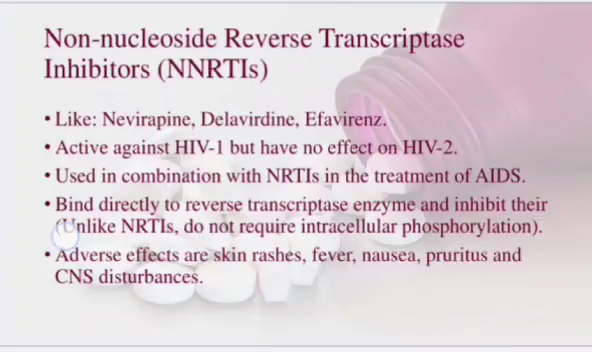 Non-nucleoside Reverse Transcriptase
Inhibitors (NNRTIs)
• Like: Nevirapine, Delavirdine, Efavirenz.
• Active against HIV-1 but have no effect on HIV-2.
• Used in combination with NRTIs in the treatment of AIDS.
• Bind directly to reverse transcriptase enzyme and inhibit their
(Unlike NRTIs, do not require intracellular phosphorylation).
• Adverse effects are skin rashes, fever, nausea, pruritus and
CNS disturbances.